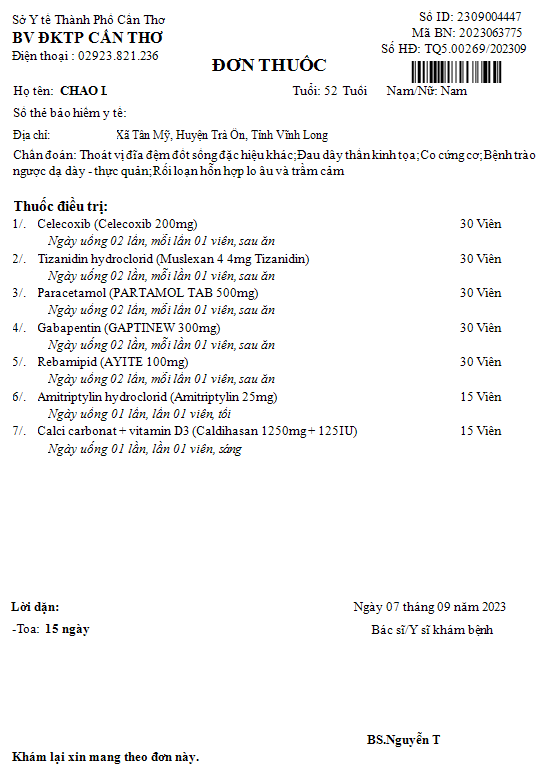 Sở Y tế Thành Phố Cần Thơ
BV ĐKTP CẦN THƠ
Điện thoại : 02923.821.236
Số ID: 2309004447
Mã BN: 2023063775
Số HĐ: TQ5.00269/202309
ĐƠN THUỐC
Họ tên: CHAO I. Tuổi: 52 Tuổi Nam/Nữ: Nam
Số thẻ bảo hiểm y tế:
Địa chỉ: Xã Tân Mỹ, Huyện Trà Ôn, Tỉnh Vĩnh Long
Chẩn đoán: Thoát vị đĩa đệm đốt sống đặc hiệu khác;Đau dây thần kinh tọa;Co cứng cơ;Bệnh trào
ngược dạ dày - thực quản;Rối loạn hỗn hợp lo âu và trầm cảm
Thuốc điều trị:
1/. Celecoxib (Celecoxib 200mg) 30 Viên
Ngày uống 02 lần, mỗi lần 01 viên, sau ăn
2/. Tizanidin hydroclorid (Muslexan 4 4mg Tizanidin) 30 Viên
Ngày uống 02 lần, mỗi lần 01 viên, sau ăn
3/. Paracetamol (PARTAMOL TAB 500mg) 30 Viên
Ngày uống 02 lần, mỗi lần 01 viên, sau ăn
4/. Gabapentin (GAPTINEW 300mg) 30 Viên
Ngày uống 02 lần, mỗi lần 01 viên, sau ăn
5/. Rebamipid (AYITE 100mg) 30 Viên
Ngày uống 02 lần, mỗi lần 01 viên, sau ăn
6/. Amitriptylin hydroclorid (Amitriptylin 25mg) 15 Viên
Ngày uống 01 lần, lần 01 viên, tối
7/. Calci carbonat + vitamin D3 (Caldihasan 1250mg + 125IU) 15 Viên
Ngày uống 01 lần, lần 01 viên, sáng
Lời dặn:
-Toa: 15 ngày
Ngày 07 tháng 09 năm 2023
Bác sĩ/Y sĩ khám bệnh
BS.Nguyễn T
Khám lại xin mang theo đơn này.